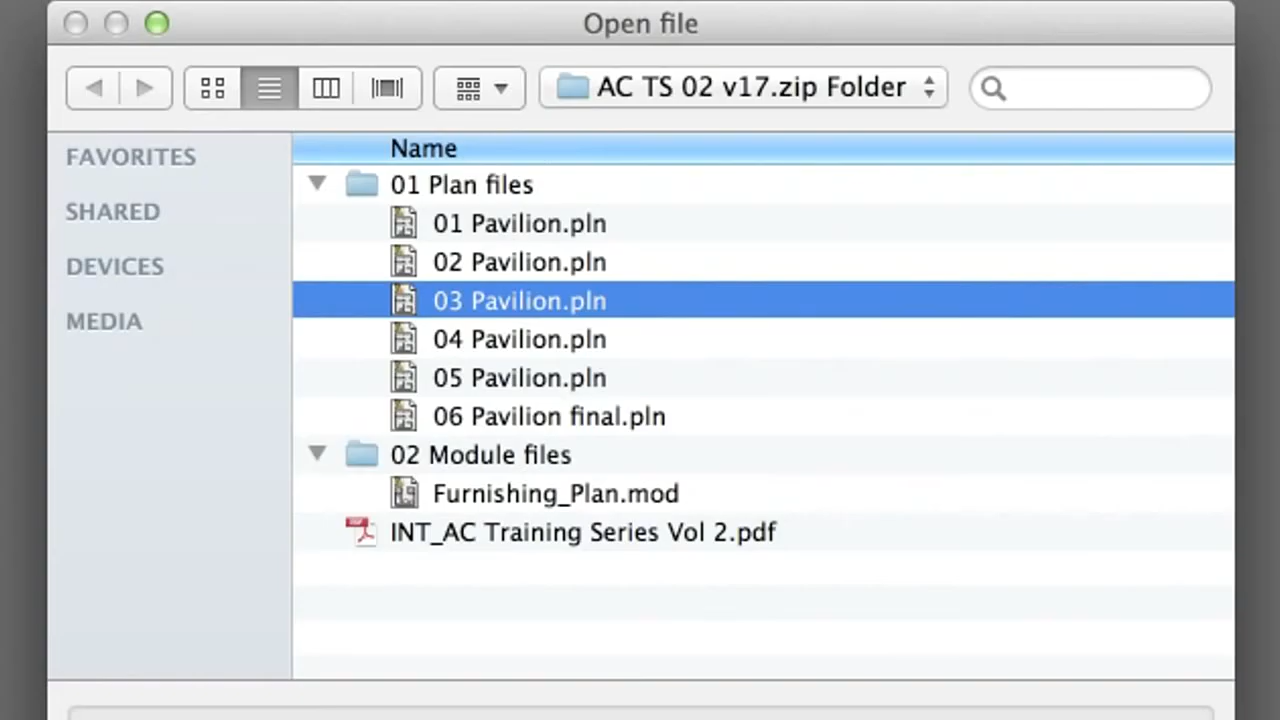 Open file
AC TS 02 v17.zip Folder
FAVORITES
SHARED
DEVICES
MEDIA
Name
01 Plan files
01 Pavilion.pln
02 Pavilion.pln
03 Pavilion.pln
04 Pavilion.pln
05 Pavilion.pln
06 Pavilion final.pln
02 Module files
Furnishing_Plan.mod
INT_AC Training Series Vol 2.pdf